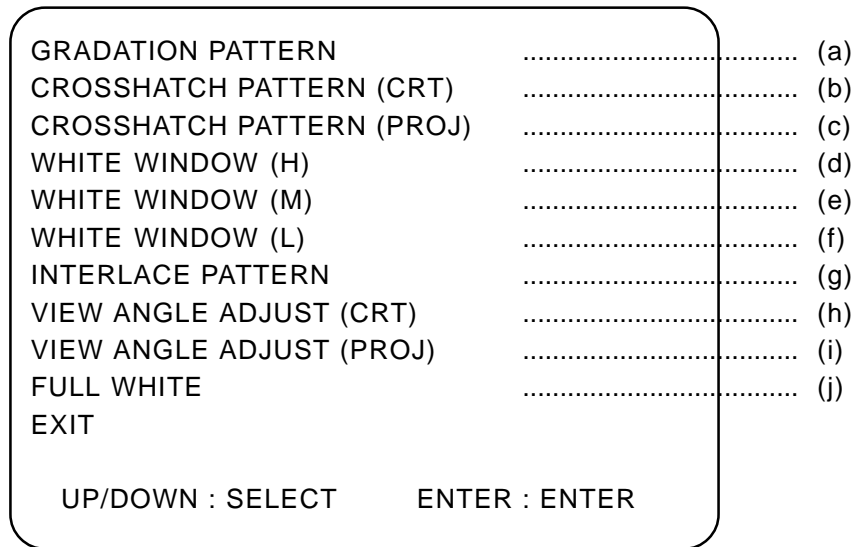 GRADATION PATTERN .................................. (a)
CROSSHATCH PATTERN (CRT) .................................. (b)
CROSSHATCH PATTERN (PROJ) .................................. (c)
WHITE WINDOW (H) .................................. (d)
WHITE WINDOW (M) .................................. (e)
WHITE WINDOW (L) .................................. (f)
INTERLACE PATTERN .................................. (g)
VIEW ANGLE ADJUST (CRT) .................................. (h)
VIEW ANGLE ADJUST (PROJ) .................................. (i)
FULL WHITE .................................. (j)
EXIT
UP/DOWN : SELECT ENTER : ENTER